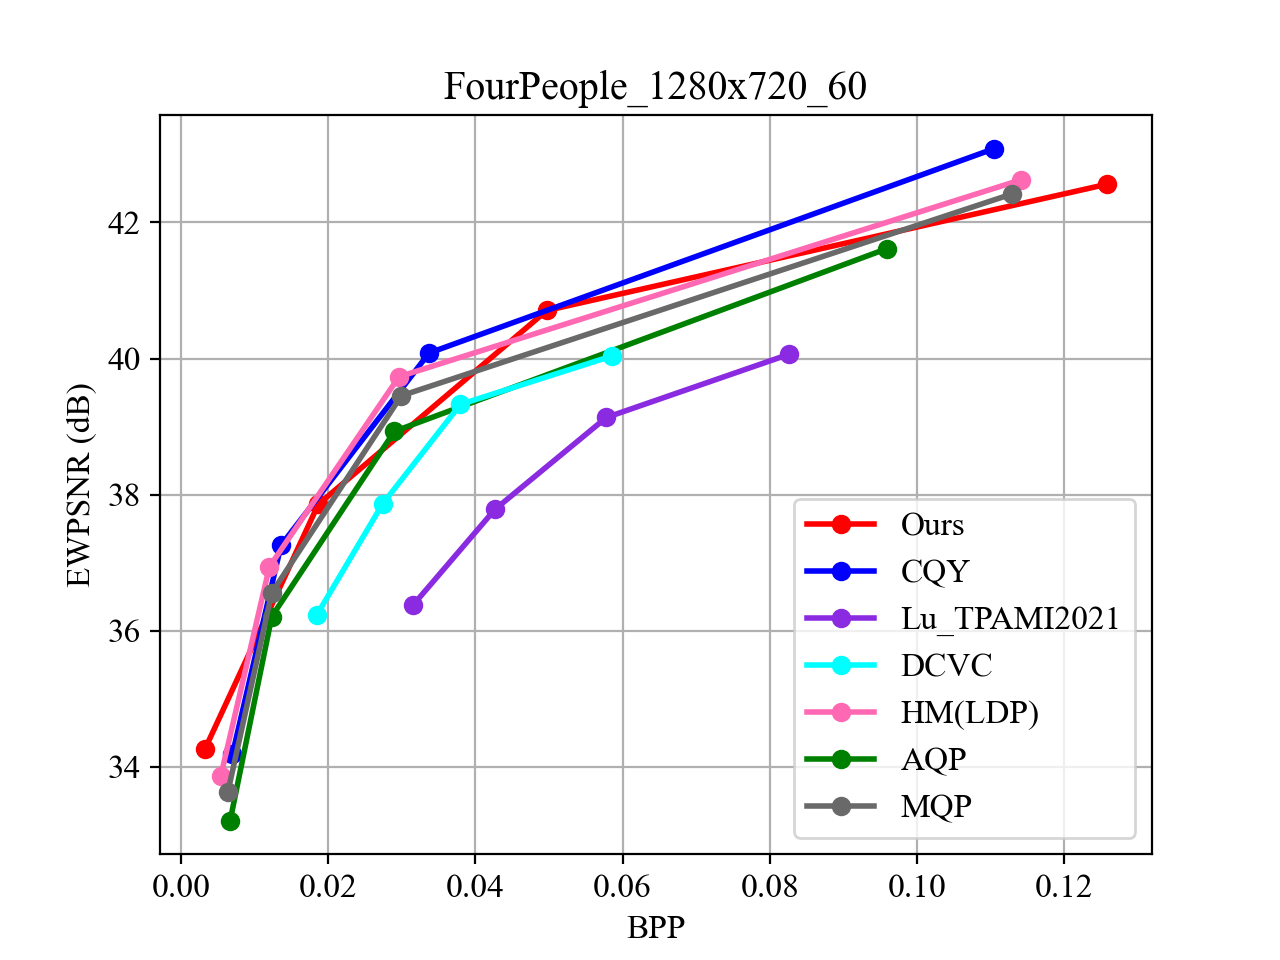 FourPeople_1280x720_60
EWPSNR (dB)
42
40
38
36
34
0.00 0.02 0.04 0.06 0.08 0.10 0.12
BPP
Ours
CQY
Lu_TPAMI2021
DCVC
HM(LDP)
AQP
MQP